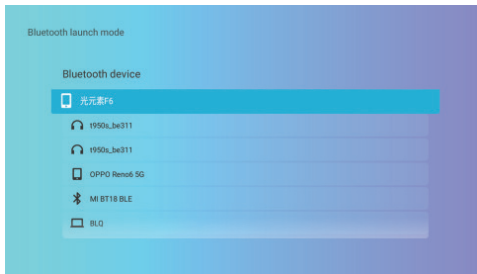 Bluetooth launch mode
Bluetooth device
光元素F6
t950s_be311
t950s_be311
OPPO Reno6 5G
MI BT18 BLE
BLQ